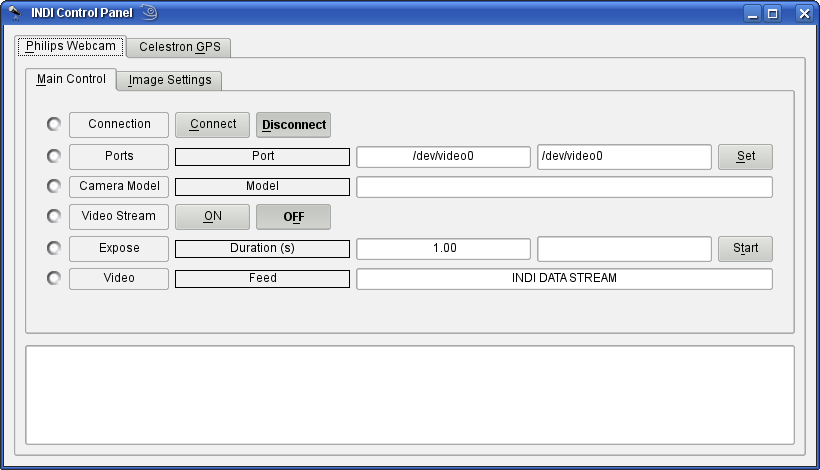 INDI Control Panel
Philips Webcam Celestron GPS
Main Control Image Settings
Connection Connect Disconnect
Ports Port /dev/video0 /dev/video0 Set
Camera Model Model
Video Stream ON OFF
Expose Duration (s) 1.00 Start
Video Feed INDI DATA STREAM